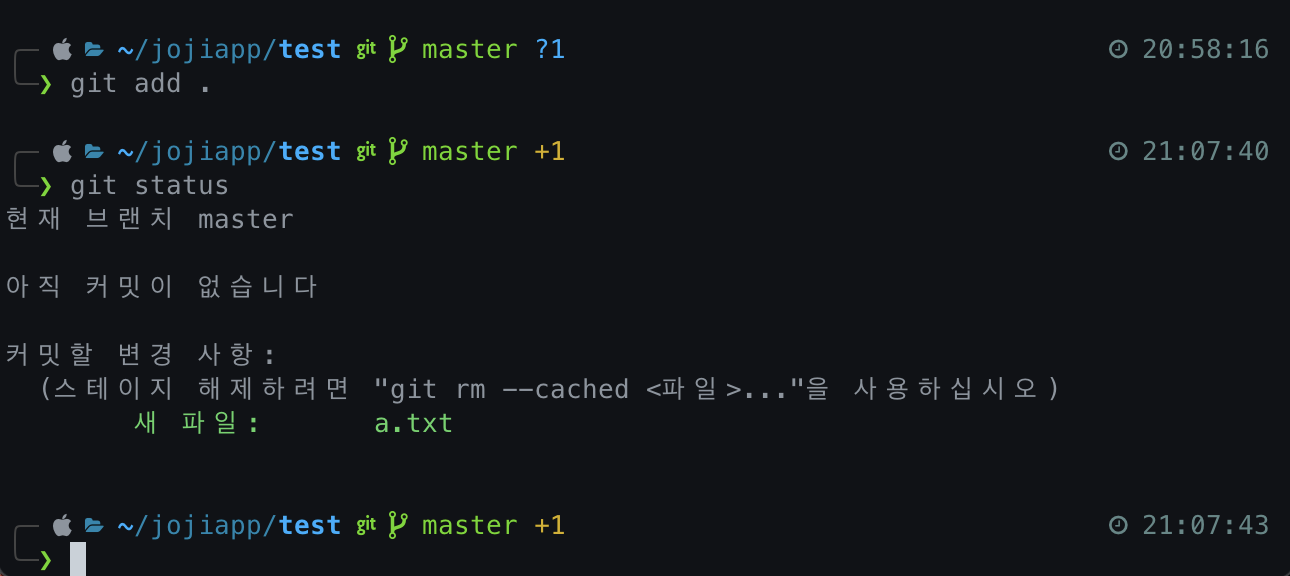 ~/jojiapp/test git master ?1 20:58:16
❯ git add .
~/jojiapp/test git master +1 21:07:40
❯ git status
현재 브랜치 master
아직 커밋이 없습니다
커밋할 변경 사항:
(스테이지 해제하려면 "git rm --cached <파일>..."을 사용하십시오)
새 파일: a.txt
~/jojiapp/test git master +1 21:07:43
❯